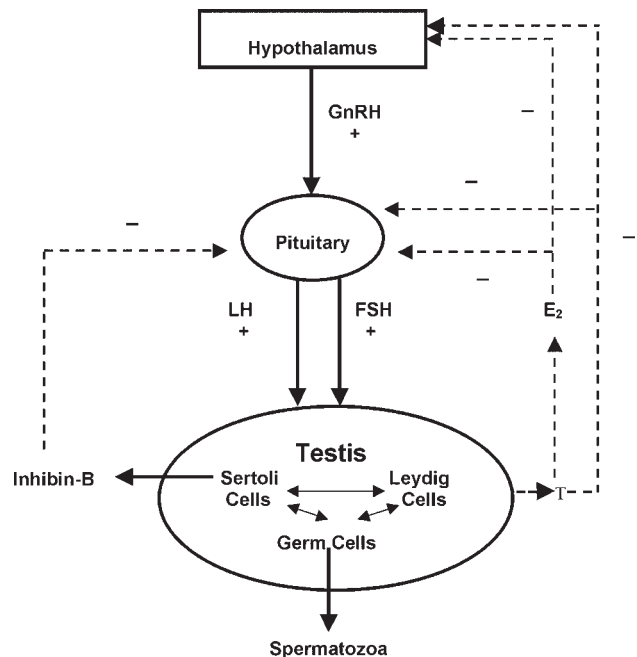 Hypothalamus
GnRH
+
–
–
Pituitary
–
–
–
LH
+
FSH
+
E₂
Testis
Inhibin-B
Sertoli
Cells
Leydig
Cells
T
Germ Cells
Spermatozoa